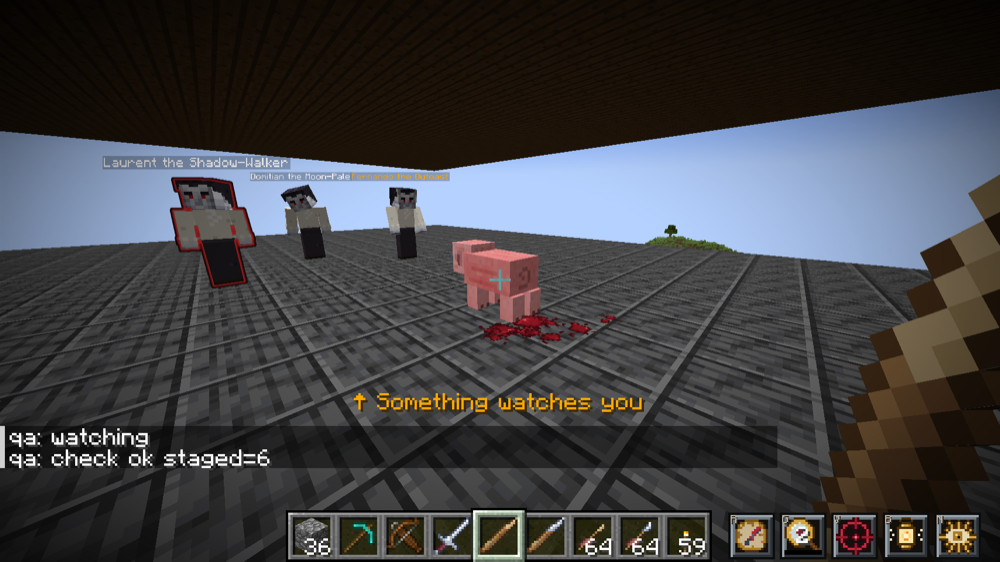 Laurent the Shadow-Walker
Domitian the Moon-Pale
↑ Something watches you
qa: watching
qa: check ok staged=6
36
64
64
59